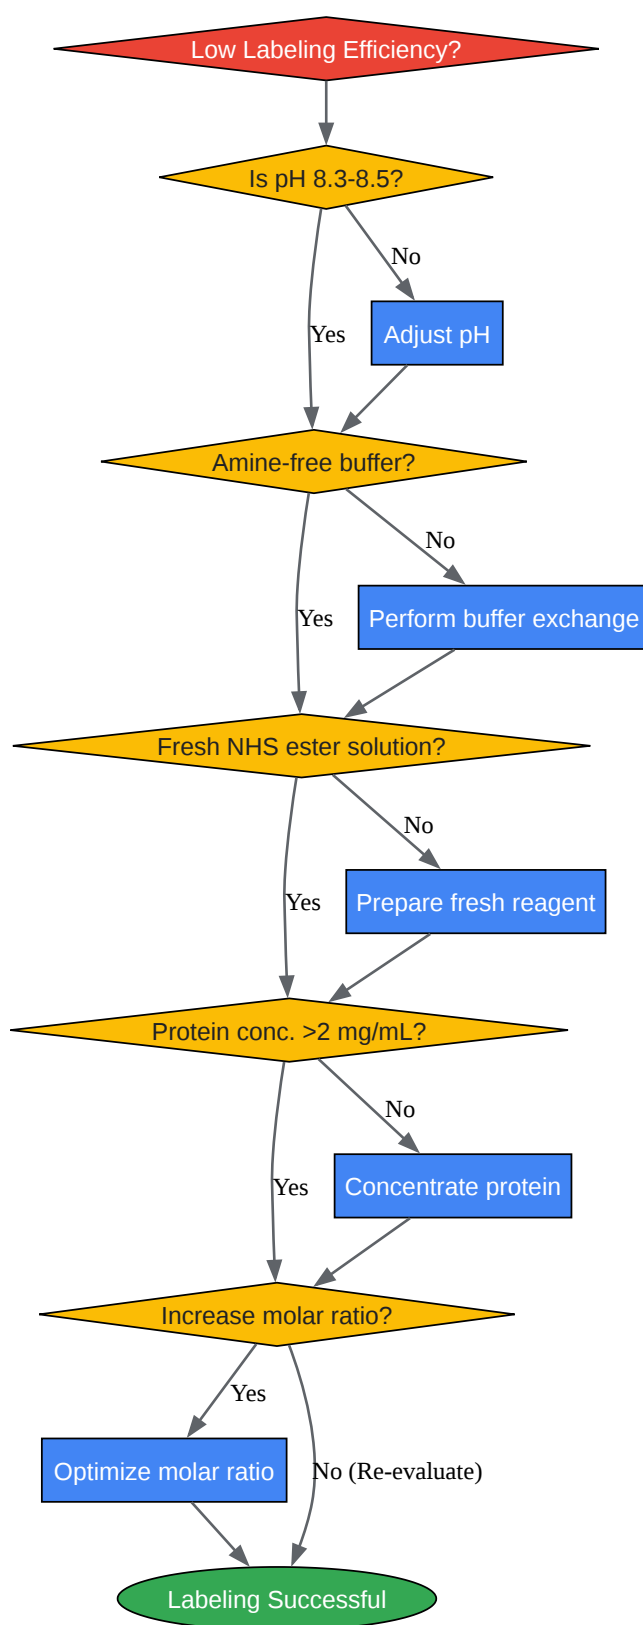 Low Labeling Efficiency?
Is pH 8.3-8.5?
No
Yes
Adjust pH
Amine-free buffer?
No
Yes
Perform buffer exchange
Fresh NHS ester solution?
No
Yes
Prepare fresh reagent
Protein conc. >2 mg/mL?
No
Yes
Concentrate protein
Increase molar ratio?
Yes
Optimize molar ratio
No (Re-evaluate)
Labeling Successful